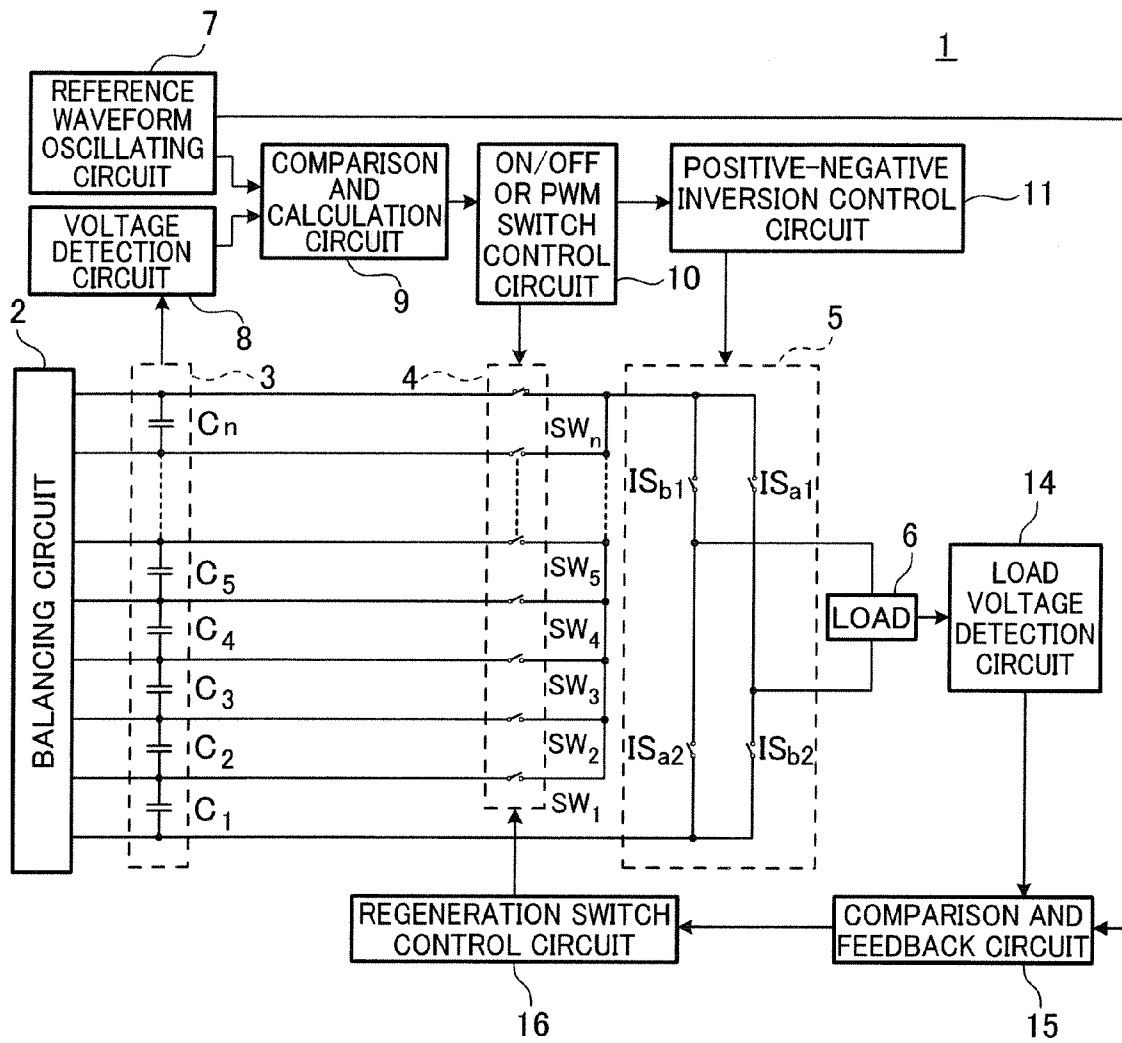 7
1
REFERENCE
WAVEFORM
OSCILLATING
CIRCUIT
COMPARISON
AND
CALCULATION
CIRCUIT
9
ON/OFF
OR PWM
SWITCH
CONTROL
CIRCUIT
10
POSITIVE-NEGATIVE
INVERSION CONTROL
CIRCUIT
11
VOLTAGE
DETECTION
CIRCUIT
8
2
3
4
5
BALANCING CIRCUIT
Cn
C5
C4
C3
C2
C1
SWn
SW5
SW4
SW3
SW2
SW1
ISb1
ISa1
ISa2
ISb2
6
LOAD
14
LOAD
VOLTAGE
DETECTION
CIRCUIT
REGENERATION SWITCH
CONTROL CIRCUIT
16
COMPARISON AND
FEEDBACK CIRCUIT
15